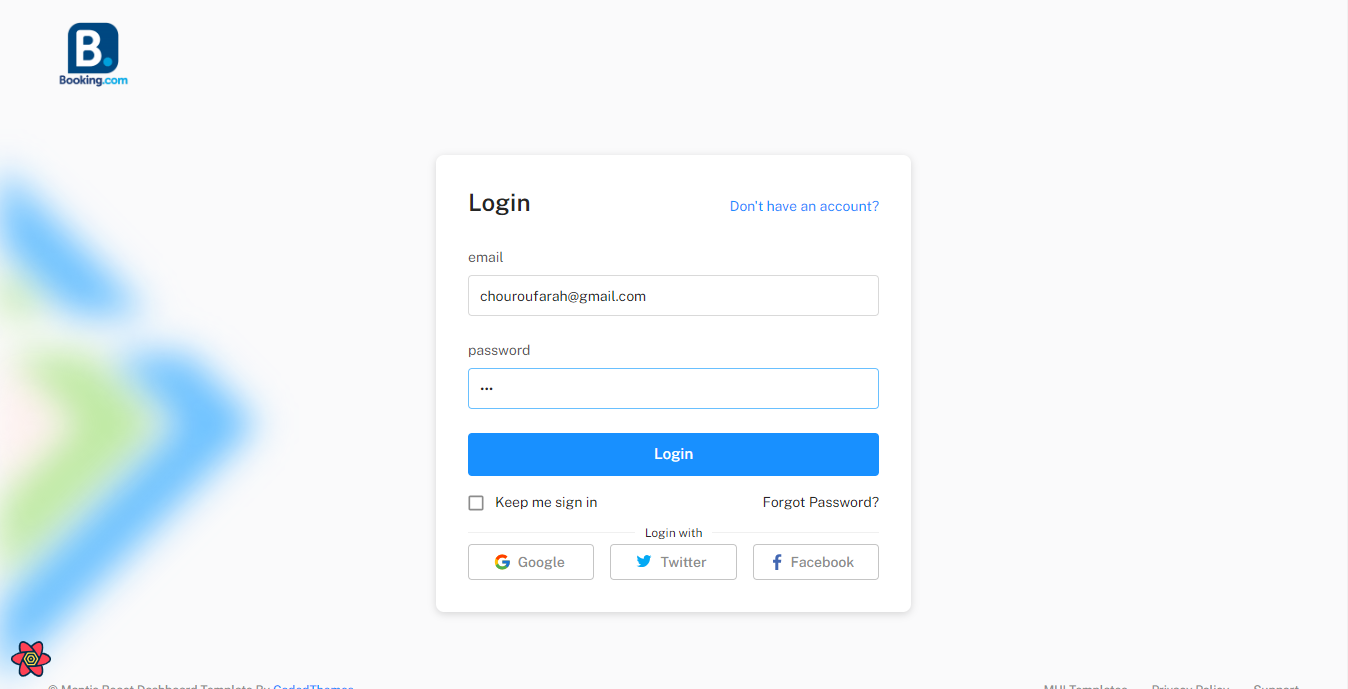 B.
Booking.com
Login
Don't have an account?
email
chouroufarah@gmail.com
password
•••
Login
Keep me sign in
Forgot Password?
Login with
Google
Twitter
Facebook
© Mantis React Dashboard Template By CodedThemes
MUI Templates Privacy Policy Support